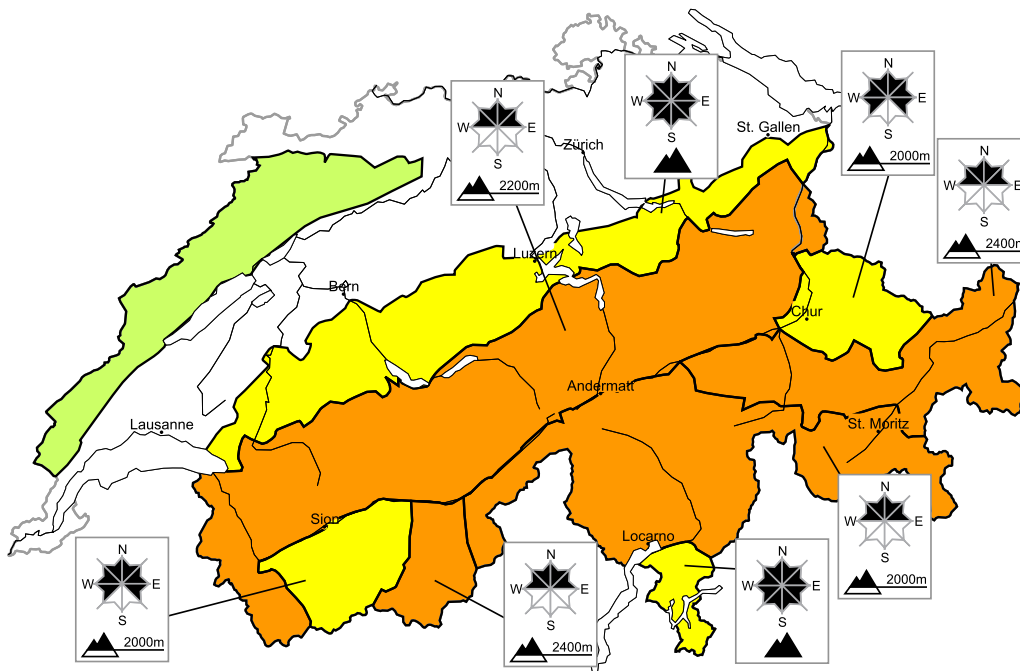 N
W E
S
2200m
N
W E
S
N
W E
S
2000m
N
W E
S
2400m
St. Gallen
Zürich
Luzern
Bern
Chur
Andermatt
Lausanne
St. Moritz
Sion
Locarno
N
W E
S
2000m
N
W E
S
2000m
N
W E
S
2400m
N
W E
S